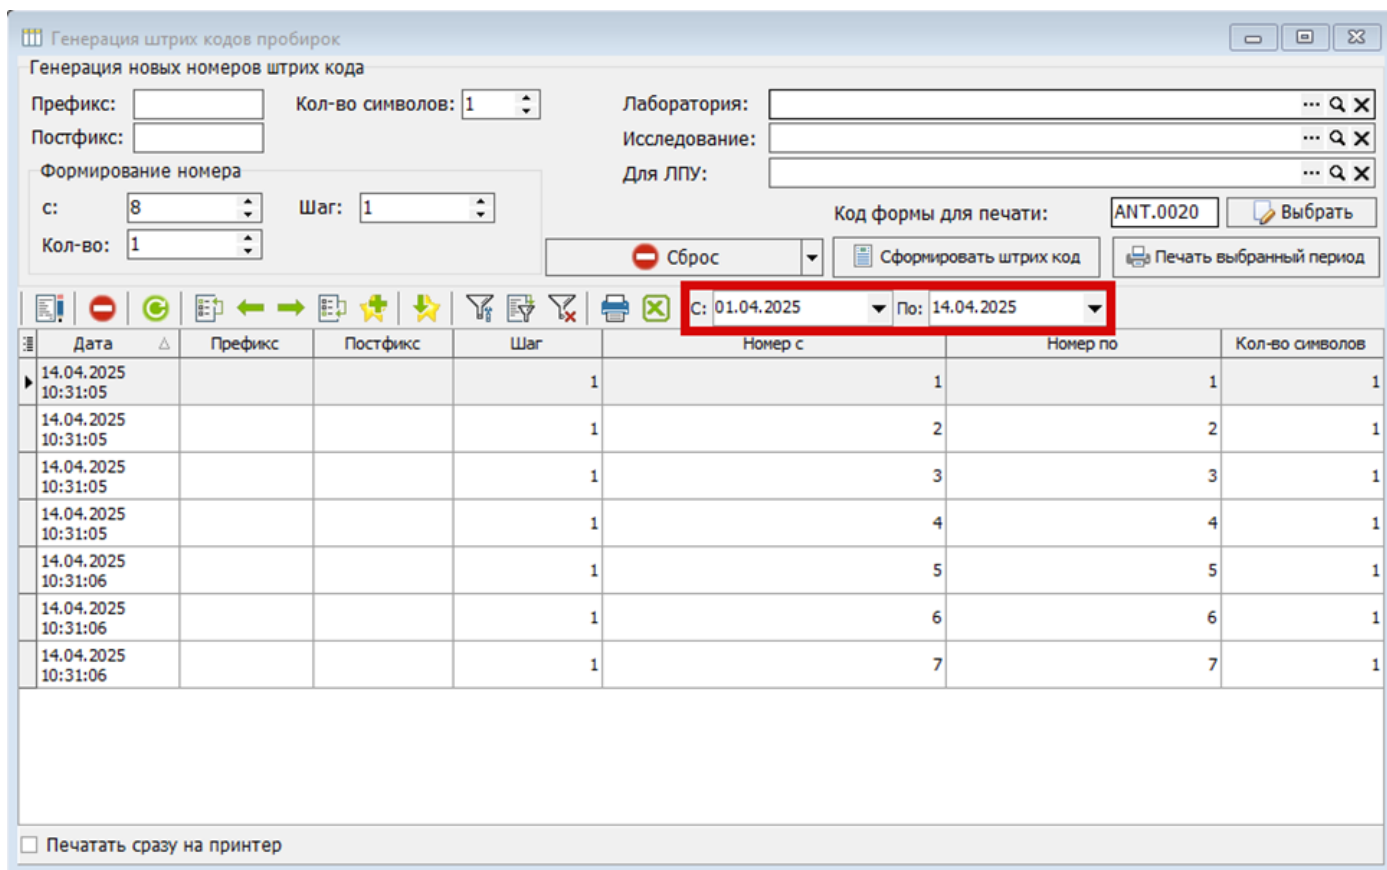 Генерация штрих кодов пробирок
Генерация новых номеров штрих кода
Префикс: Кол-во символов: 1 Лаборатория:
Постфикс: Исследование:
Формирование номера Для ЛПУ:
с: 8 Шаг: 1 Код формы для печати: ANT.0020 Выбрать
Кол-во: 1 Сброс Сформировать штрих код Печать выбранный период
С: 01.04.2025 По: 14.04.2025
Дата Префикс Постфикс Шаг Номер с Номер по Кол-во символов
14.04.2025
10:31:05 1 1 1 1
14.04.2025
10:31:05 1 2 2 1
14.04.2025
10:31:05 1 3 3 1
14.04.2025
10:31:05 1 4 4 1
14.04.2025
10:31:06 1 5 5 1
14.04.2025
10:31:06 1 6 6 1
14.04.2025
10:31:06 1 7 7 1
Печатать сразу на принтер